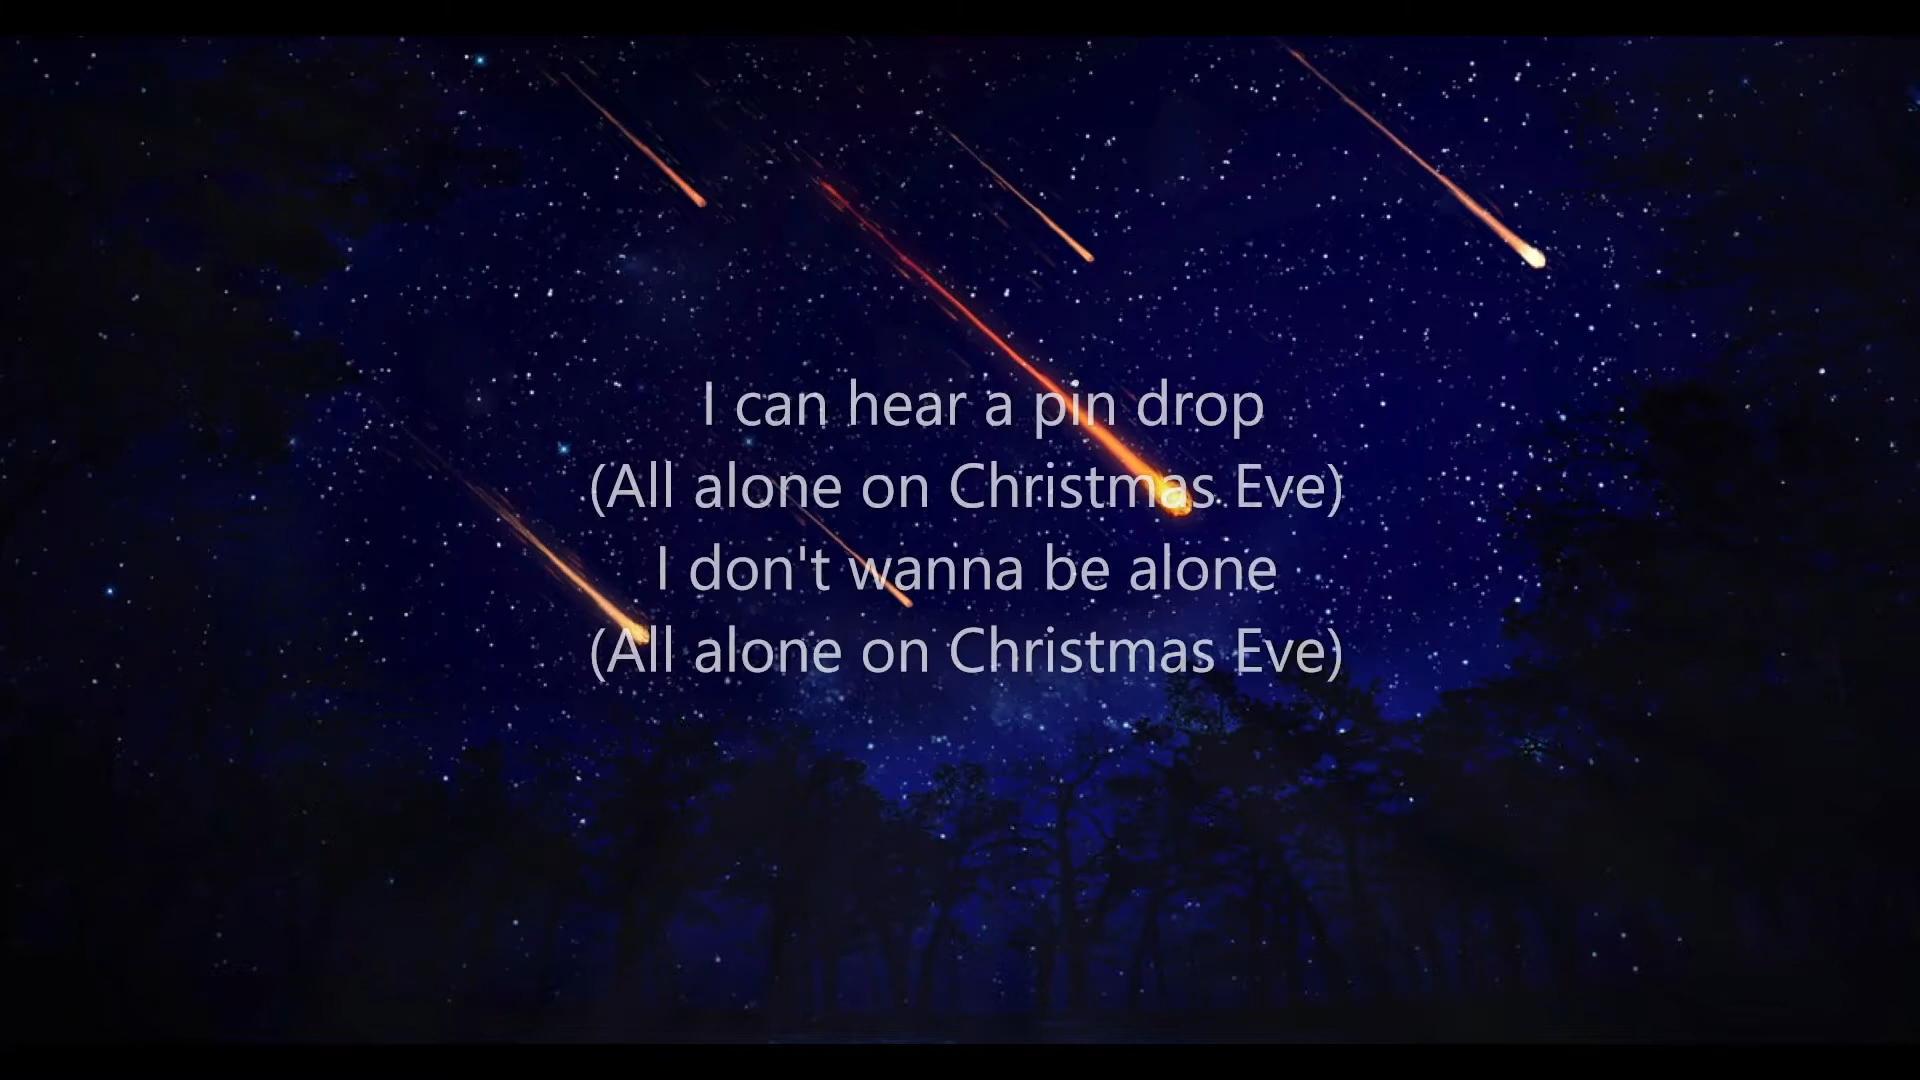 I can hear a pin drop
(All alone on Christmas Eve)
I don't wanna be alone
(All alone on Christmas Eve)